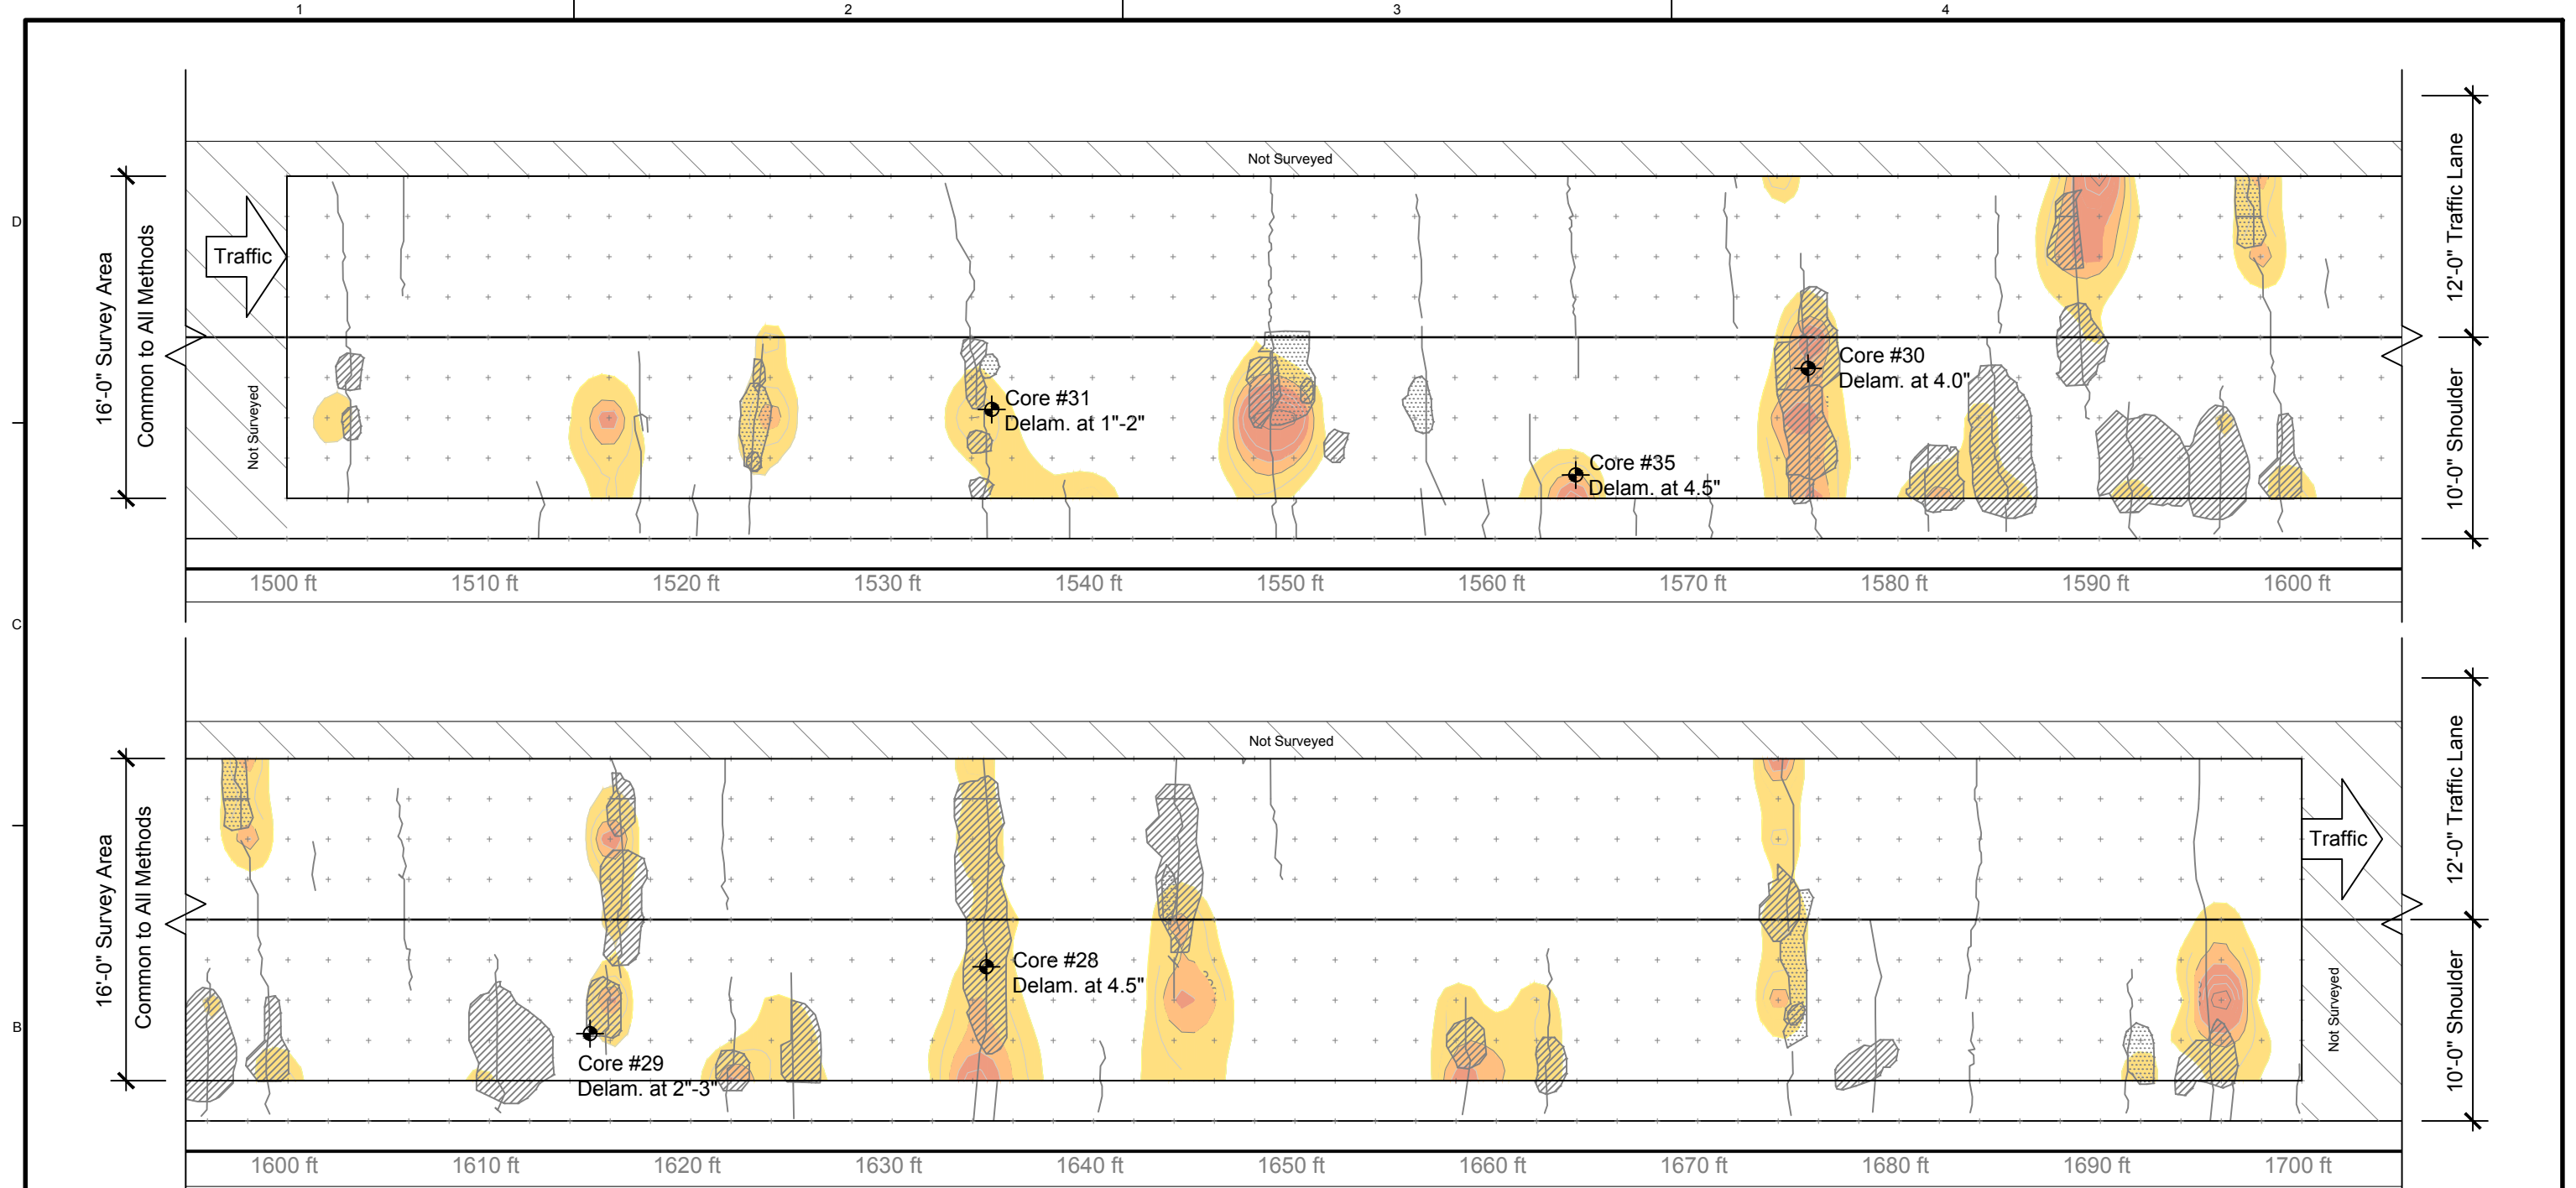 1 2 3 4
D
C
B
Not Surveyed
16'-0" Survey Area
Common to All Methods
Traffic
Not Surveyed
12'-0" Traffic Lane
10'-0" Shoulder
Core #31
Delam. at 1"-2"
Core #35
Delam. at 4.5"
Core #30
Delam. at 4.0"
1500 ft 1510 ft 1520 ft 1530 ft 1540 ft 1550 ft 1560 ft 1570 ft 1580 ft 1590 ft 1600 ft
Not Surveyed
16'-0" Survey Area
Common to All Methods
Traffic
Not Surveyed
12'-0" Traffic Lane
10'-0" Shoulder
Core #29
Delam. at 2"-3"
Core #28
Delam. at 4.5"
1600 ft 1610 ft 1620 ft 1630 ft 1640 ft 1650 ft 1660 ft 1670 ft 1680 ft 1690 ft 1700 ft